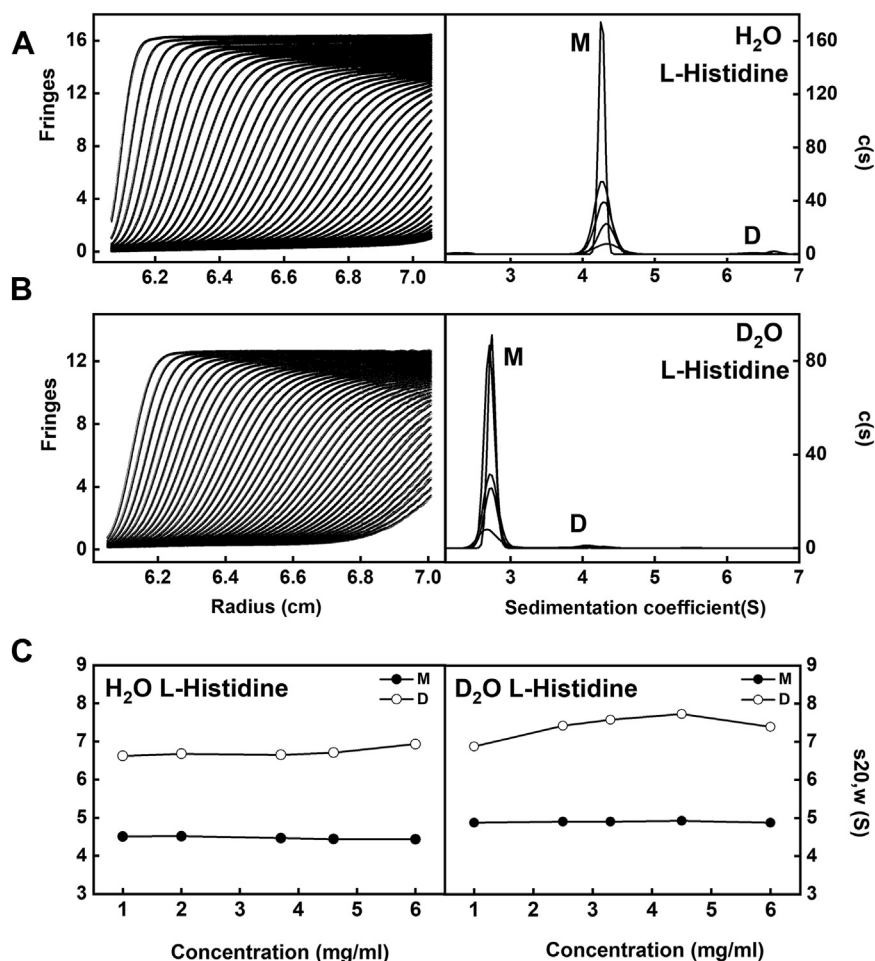 A
Fringes
16
12
8
4
0
6.2
6.4
6.6
6.8
7.0
M
H₂O
L-Histidine
D
160
120
80
40
0
c(s)
3
4
5
6
7
B
Fringes
12
9
6
3
0
6.2
6.4
6.6
6.8
7.0
Radius (cm)
M
D₂O
L-Histidine
D
80
40
0
c(s)
3
4
5
6
7
Sedimentation coefficient(S)
C
H₂O L-Histidine
M
D
9
8
7
6
5
4
3
1
2
3
4
5
6
Concentration (mg/ml)
D₂O L-Histidine
M
D
9
8
7
6
5
4
3
s20,w (S)
1
2
3
4
5
6
Concentration (mg/ml)